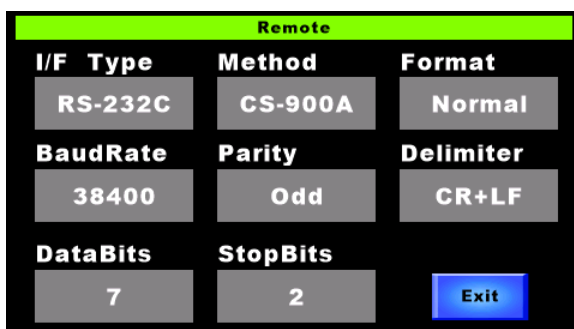 Remote
I/F Type Method Format
RS-232C CS-900A Normal
BaudRate Parity Delimiter
38400 Odd CR+LF
DataBits StopBits
7 2 Exit